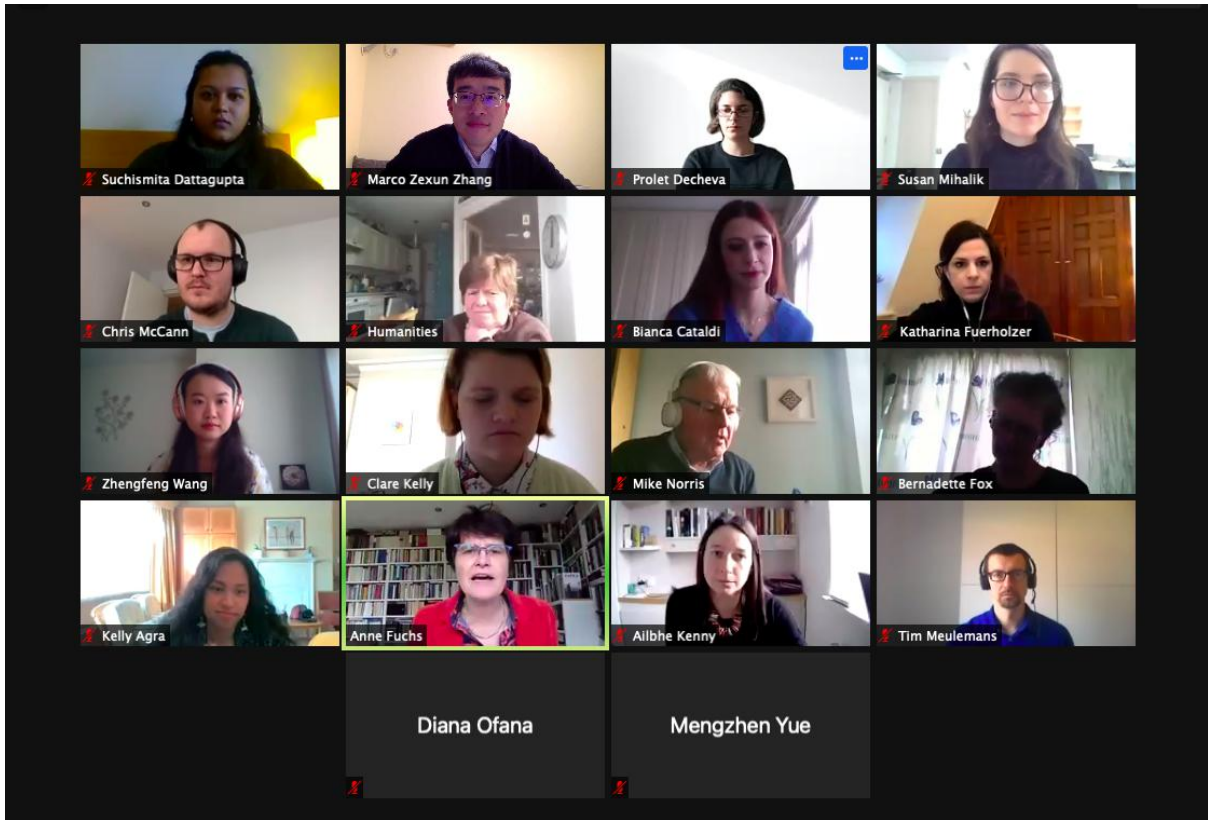 Suchismita Dattagupta
Marco Zexun Zhang
Prolet Decheva
Susan Mihalik
Chris McCann
Humanities
Bianca Cataldi
Katharina Fuerholzer
Zhengfeng Wang
Clare Kelly
Mike Norris
Bernadette Fox
Kelly Agra
Anne Fuchs
Ailbhe Kenny
Tim Meulemans
Diana Ofana
Mengzhen Yue